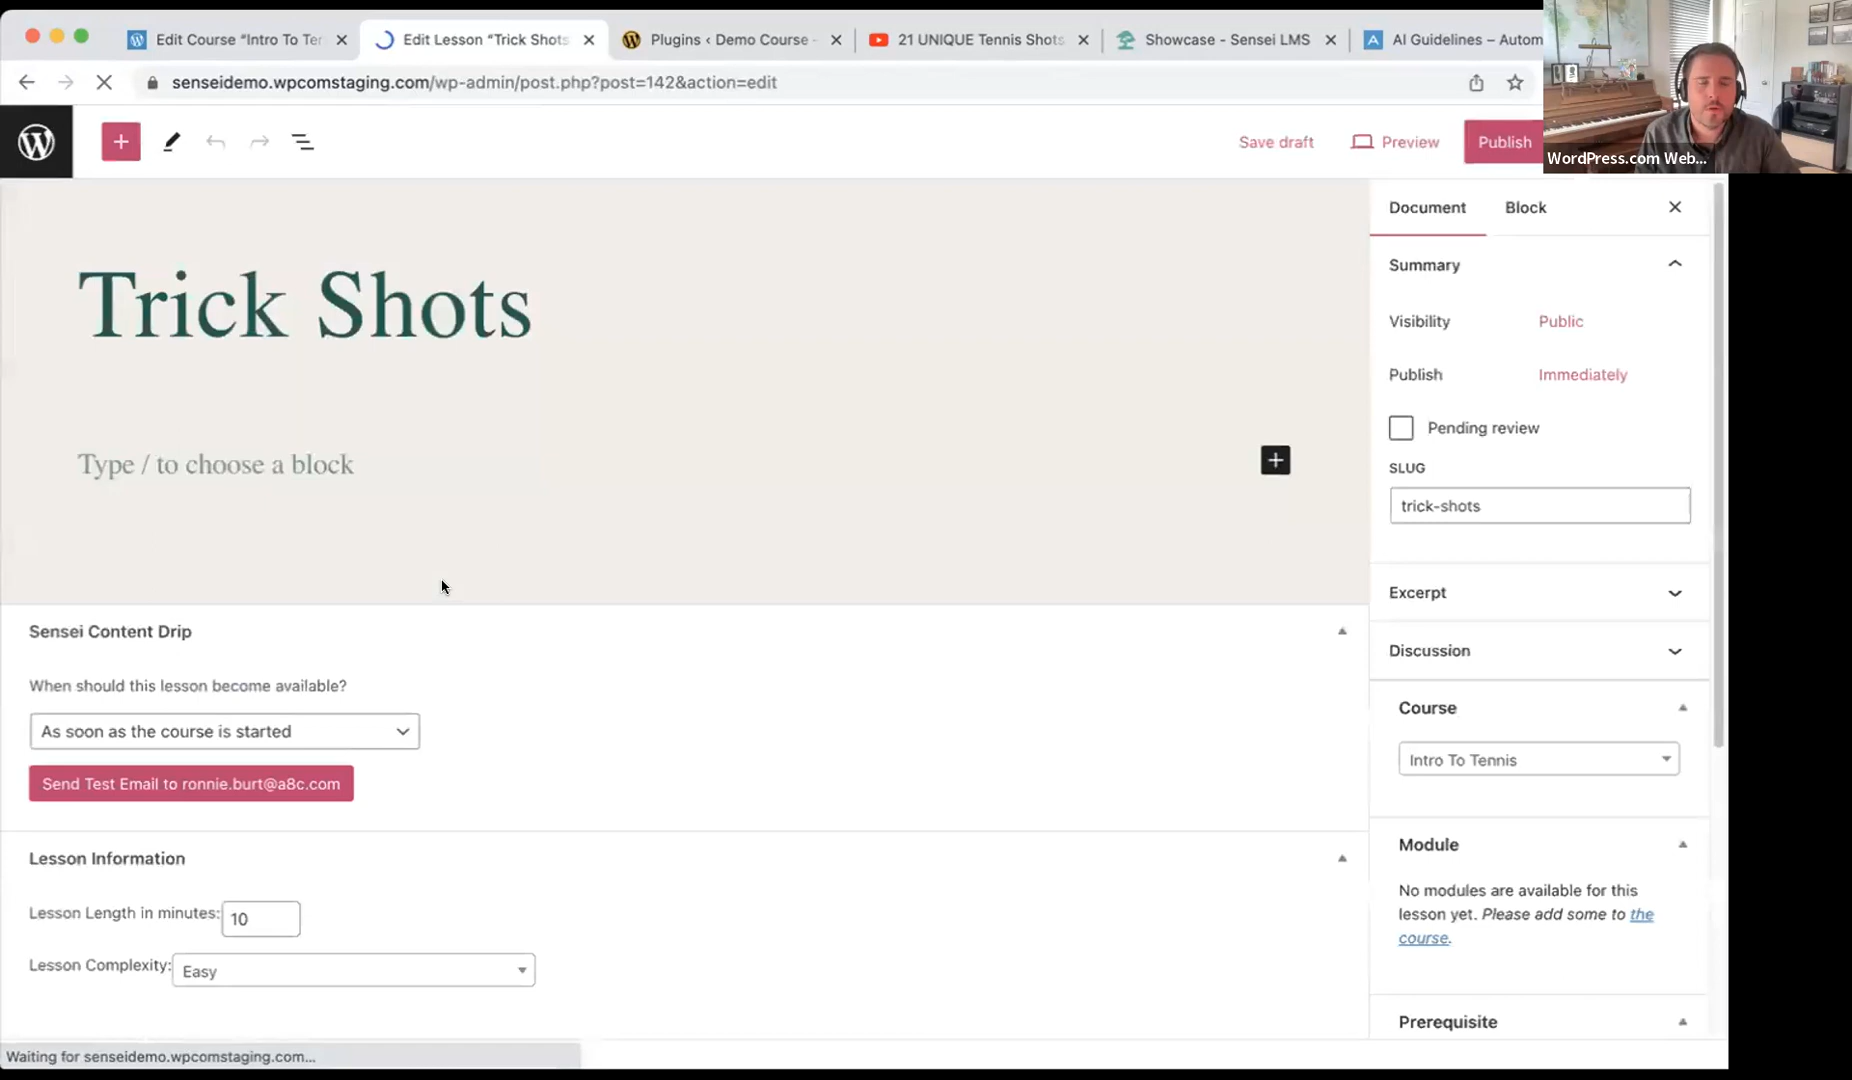 Edit Course “Intro To Ter
Edit Lesson “Trick Shots
Plugins ‹ Demo Course -
21 UNIQUE Tennis Shots
Showcase - Sensei LMS
AI Guidelines – Autom
senseidemo.wpcomstaging.com/wp-admin/post.php?post=142&action=edit
WordPress.com Web...
Save draft
Preview
Publish
Document
Block
Trick Shots
Type / to choose a block
Summary
Visibility
Public
Publish
Immediately
Pending review
SLUG
trick-shots
Excerpt
Discussion
Sensei Content Drip
When should this lesson become available?
As soon as the course is started
Send Test Email to ronnie.burt@a8c.com
Course
Intro To Tennis
Lesson Information
Lesson Length in minutes: 10
Lesson Complexity: Easy
Module
No modules are available for this
lesson yet. Please add some to the
course.
Prerequisite
Waiting for senseidemo.wpcomstaging.com...